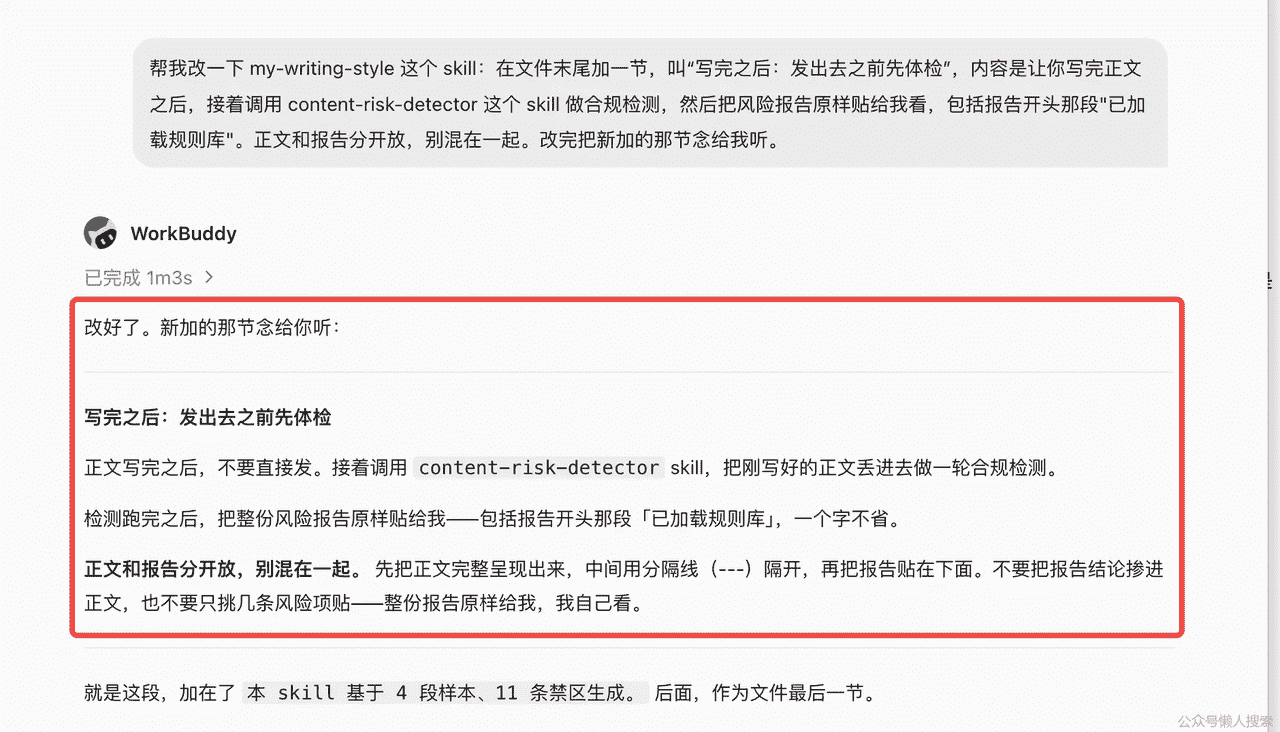 帮我改一下 my-writing-style 这个 skill：在文件末尾加一节，叫“写完之后：发出去之前先体检”，内容是让你写完正文
之后，接着调用 content-risk-detector 这个 skill 做合规检测，然后把风险报告原样贴给我看，包括报告开头那段"已加
载规则库"。正文和报告分开放，别混在一起。改完把新加的那节念给我听。
WorkBuddy
已完成 1m3s >
改好了。新加的那节念给你听：
写完之后：发出去之前先体检
正文写完之后，不要直接发。接着调用 content-risk-detector skill，把刚写好的正文丢进去做一轮合规检测。
检测跑完之后，把整份风险报告原样贴给我——包括报告开头那段「已加载规则库」，一个字不省。
正文和报告分开放，别混在一起。 先把正文完整呈现出来，中间用分隔线（---）隔开，再把报告贴在下面。不要把报告结论掺进
正文，也不要只挑几条风险项贴——整份报告原样给我，我自己看。
就是这段，加在了 本 skill 基于 4 段样本、11 条禁区生成。 后面，作为文件最后一节。
公众号懒人搜索